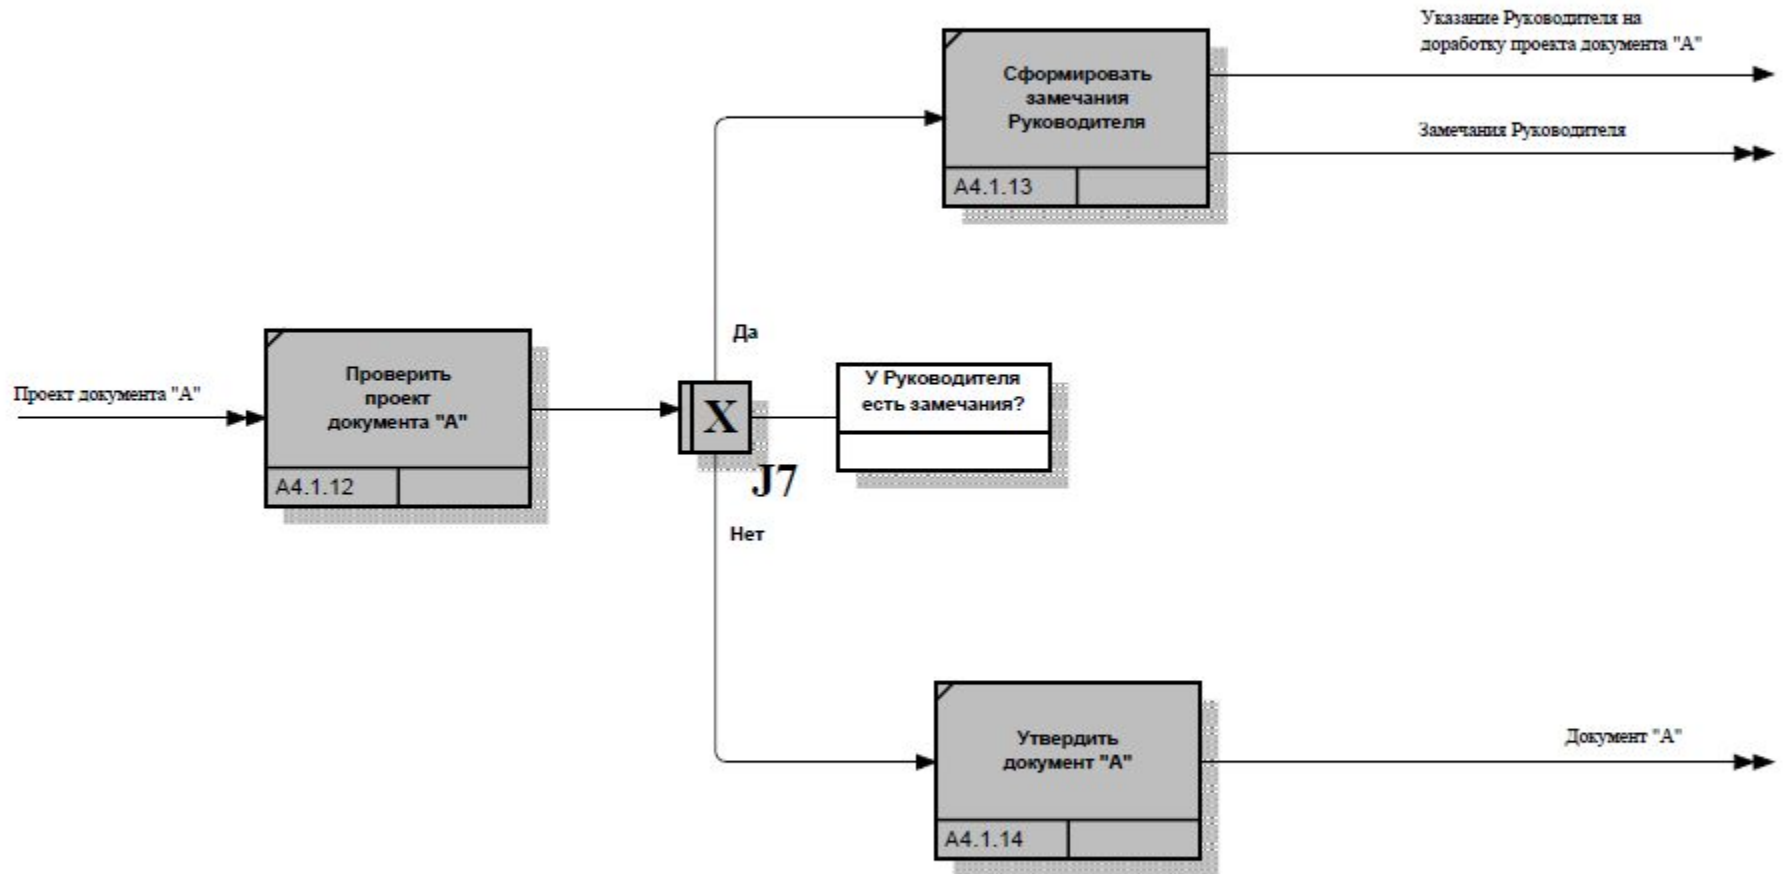 Указание Руководителя на
доработку проекта документа "А"
Сформировать
замечания
Руководителя
Замечания Руководителя
А4.1.13
Да
Проект документа "А"
Проверить
проект
документа "А"
А4.1.12
X
J7
У Руководителя
есть замечания?
Нет
Утвердить
документ "А"
Документ "А"
А4.1.14